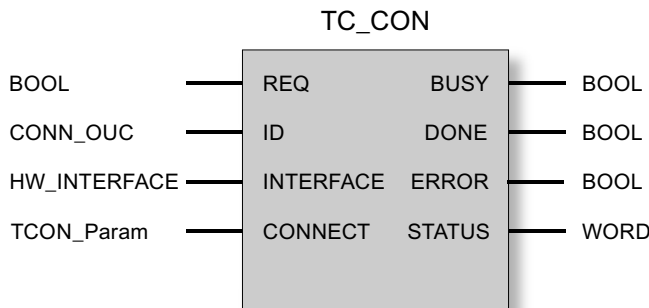 TC_CON
BOOL REQ BUSY BOOL
CONN_OUC ID DONE BOOL
HW_INTERFACE INTERFACE ERROR BOOL
TCON_Param CONNECT STATUS WORD